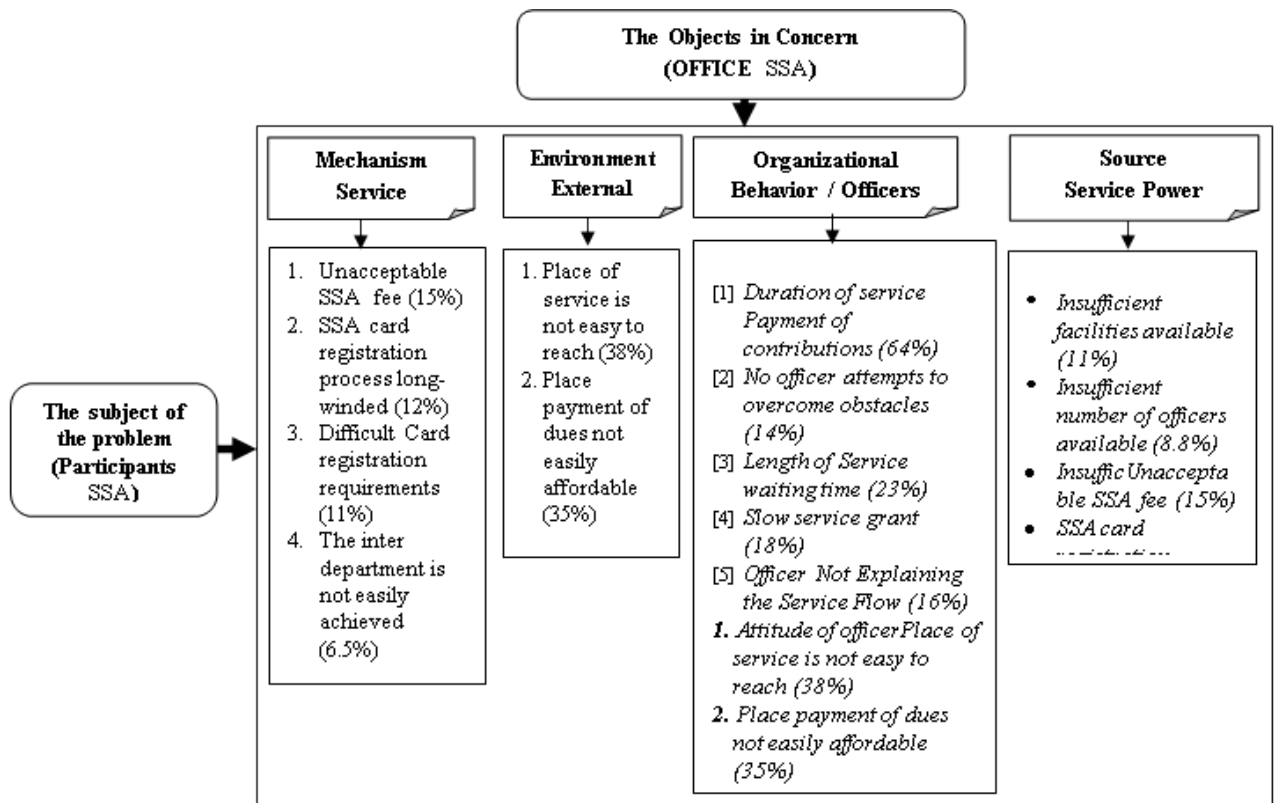 The Objects in Concern
(OFFICE SSA)
Mechanism
Service
Environment
External
Organizational
Behavior / Officers
Source
Service Power
The subject of
the problem
(Participants
SSA)
1. Unacceptable
SSA fee (15%)
2. SSA card
registration
process long-
winded (12%)
3. Difficult Card
registration
requirements
(11%)
4. The inter
department is
not easily
achieved
(6.5%)
1. Place of
service is
not easy to
reach (38%)
2. Place
payment of
dues not
easily
affordable
(35%)
[1] Duration of service
Payment of
contributions (64%)
[2] No officer attempts to
overcome obstacles
(14%)
[3] Length of Service
waiting time (23%)
[4] Slow service grant
(18%)
[5] Officer Not Explaining
the Service Flow (16%)
1. Attitude of officerPlace of
service is not easy to
reach (38%)
2. Place payment of dues
not easily affordable
(35%)
• Insufficient
facilities available
(11%)
• Insufficient
number of officers
available (8.8%)
• InsufficUnaccepta
ble SSA fee (15%)
• SSA card